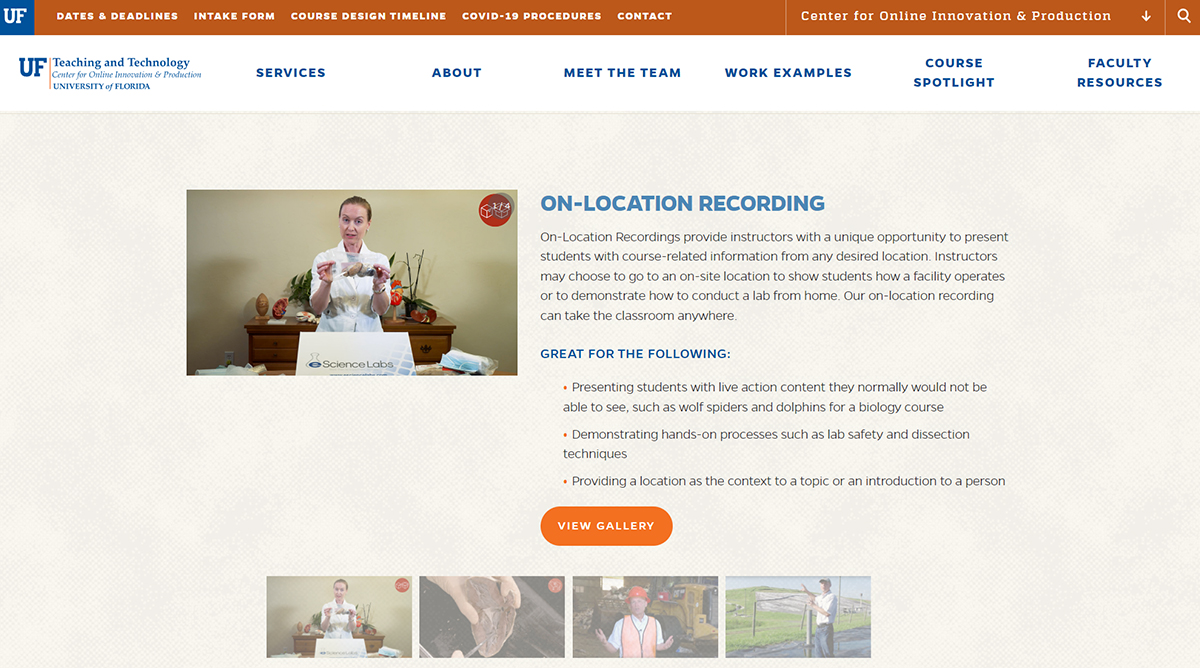 UF
DATES & DEADLINES INTAKE FORM COURSE DESIGN TIMELINE COVID-19 PROCEDURES CONTACT
Center for Online Innovation & Production
UF Teaching and Technology
Center for Online Innovation & Production
UNIVERSITY of FLORIDA
SERVICES
ABOUT
MEET THE TEAM
WORK EXAMPLES
COURSE
SPOTLIGHT
FACULTY
RESOURCES
1 / 4
eScience Labs
ON-LOCATION RECORDING
On-Location Recordings provide instructors with a unique opportunity to present
students with course-related information from any desired location. Instructors
may choose to go to an on-site location to show students how a facility operates
or to demonstrate how to conduct a lab from home. Our on-location recording
can take the classroom anywhere.
GREAT FOR THE FOLLOWING:
• Presenting students with live action content they normally would not be
able to see, such as wolf spiders and dolphins for a biology course
• Demonstrating hands-on processes such as lab safety and dissection
techniques
• Providing a location as the context to a topic or an introduction to a person
VIEW GALLERY
eScience Labs